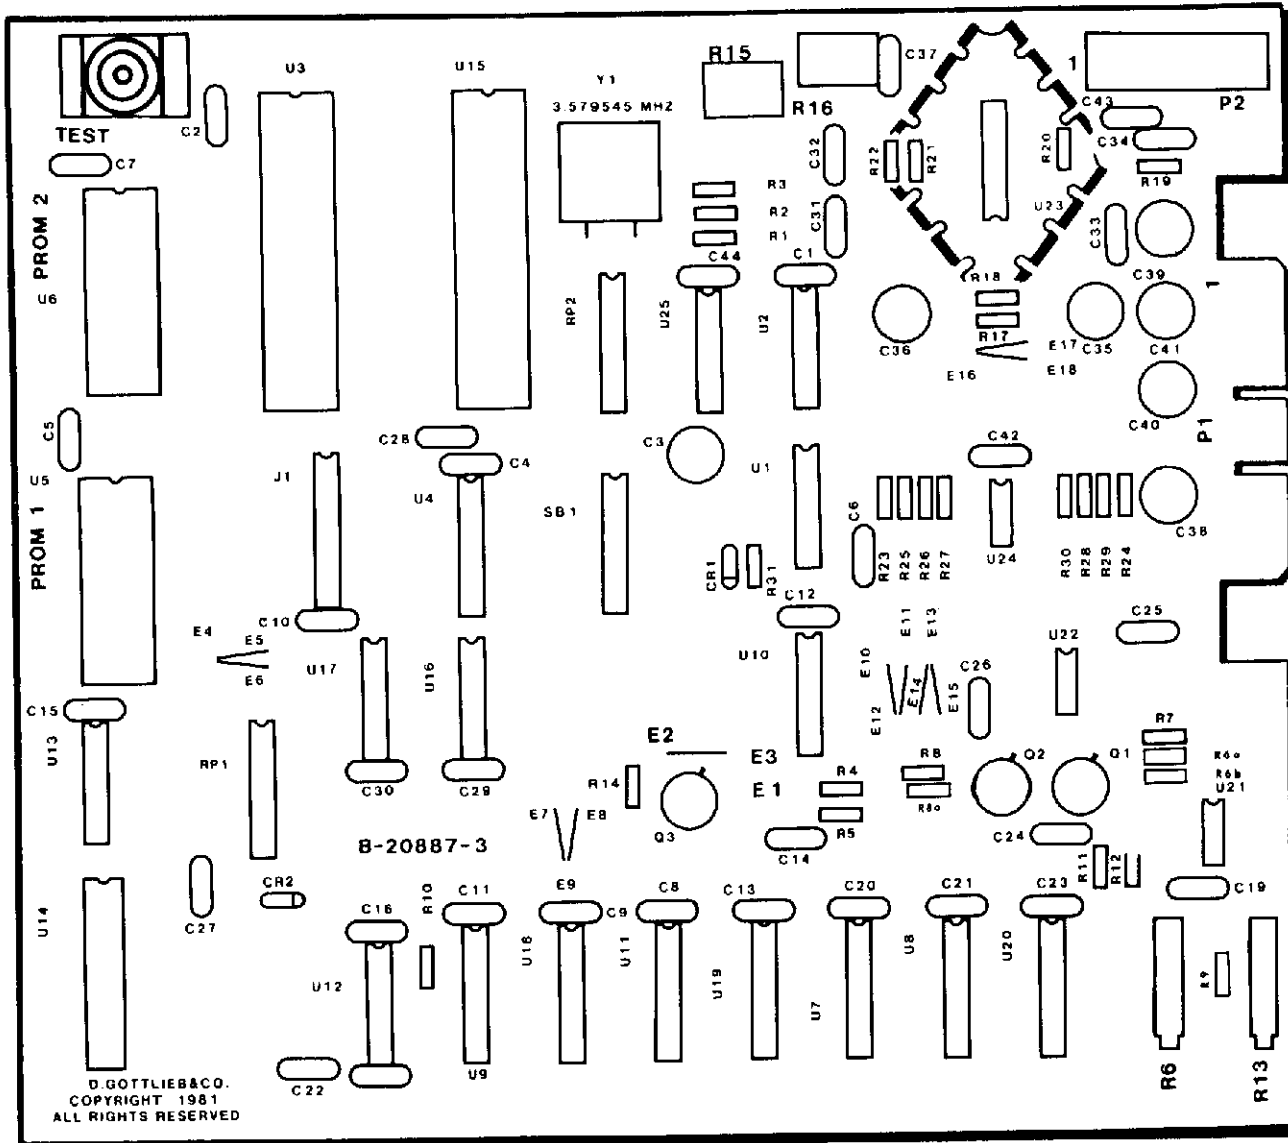 U3
U15
Y1
3.579545 MHZ
R15
R16
C37
1
P2
C2
TEST
C7
C32
R22
R21
R20
C43
C34
R19
PROM 2
U6
R3
R2
R1
C31
U23
C33
C39
1
RP2
C44
U25
C1
U2
R18
R17
C36
E17
E16
E18
C35
C41
C40
P1
C5
U5
PROM 1
J1
C28
C4
U4
SB1
C3
U1
C42
C6
R23
R25
R26
R27
U24
R30
R28
R29
R24
C38
CR1
R31
C12
C10
E4
E5
E6
U17
U16
U10
E11
E13
E10
E12
E14
E15
C26
U22
C25
C15
U13
RP1
C30
C29
E2
E3
E1
R14
Q3
E7
E8
E9
R4
R5
C14
R8
R8a
Q2
Q1
R7
R6a
R6b
U21
C24
R11
R12
C19
B-20887-3
U14
C27
CR2
C16
R10
C11
U18
C9
U11
C8
C13
U19
C20
U7
C21
U8
C23
U20
R9
U12
C22
U9
R6
R13
D.GOTTLIEB&CO.
COPYRIGHT 1981
ALL RIGHTS RESERVED